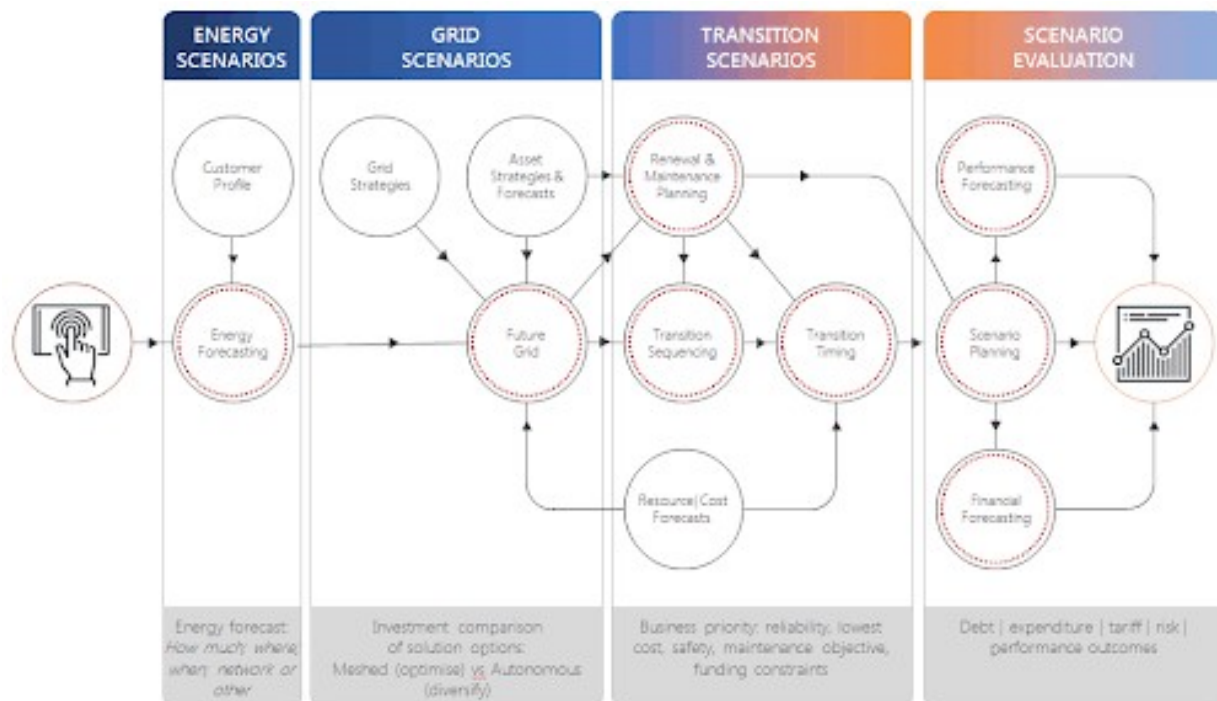 ENERGY
SCENARIOS
GRID
SCENARIOS
TRANSITION
SCENARIOS
SCENARIO
EVALUATION
Customer
Profile
Grid
Strategies
Asset
Strategies &
Forecasts
Renewal &
Maintenance
Planning
Performance
Forecasting
Energy
Forecasting
Future
Grid
Transition
Sequencing
Transition
Timing
Scenario
Planning
Resource| Cost
Forecasts
Financial
Forecasting
Energy forecast:
How much; where;
when; network or
other
Investment comparison
of solution options:
Meshed (optimise) vs Autonomous
(diversify)
Business priority: reliability, lowest
cost, safety, maintenance objective,
funding constraints
Debt | expenditure | tariff | risk |
performance outcomes